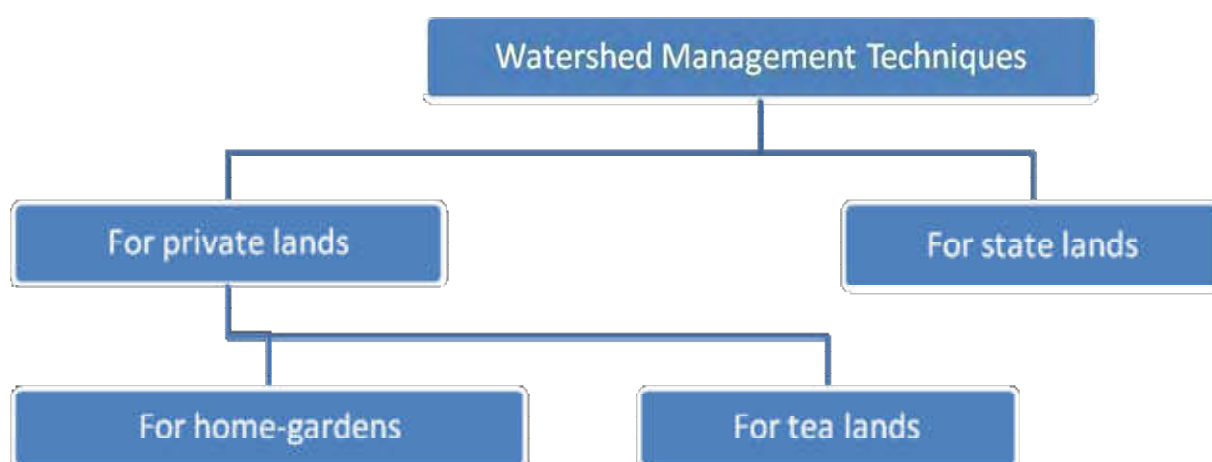 Watershed Management Techniques
For private lands
For state lands
For home-gardens
For tea lands